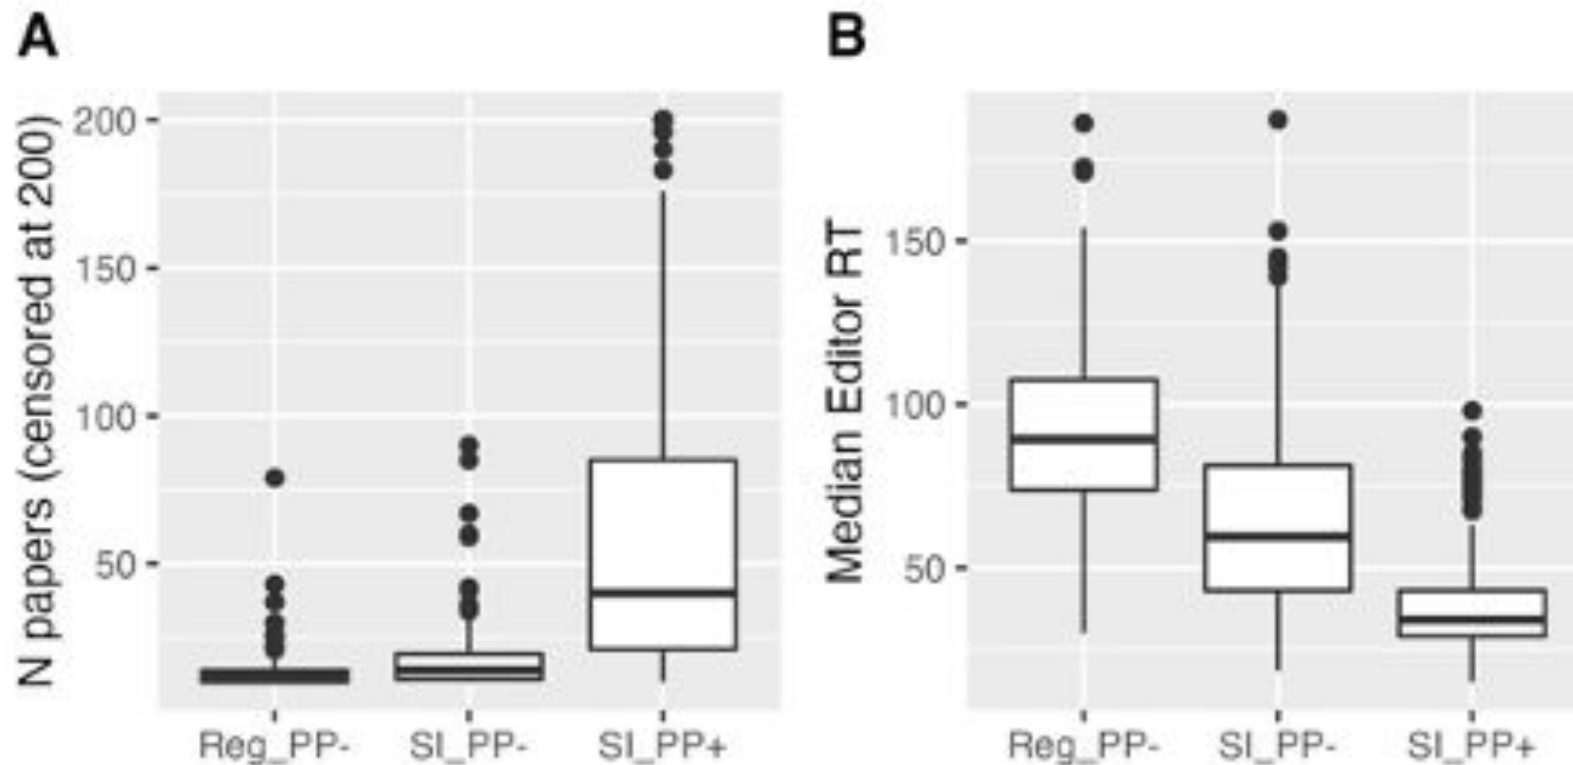 A
N papers (censored at 200)
200
150
100
50
Reg_PP-
SI_PP-
SI_PP+
B
Median Editor RT
150
100
50
Reg_PP-
SI_PP-
SI_PP+